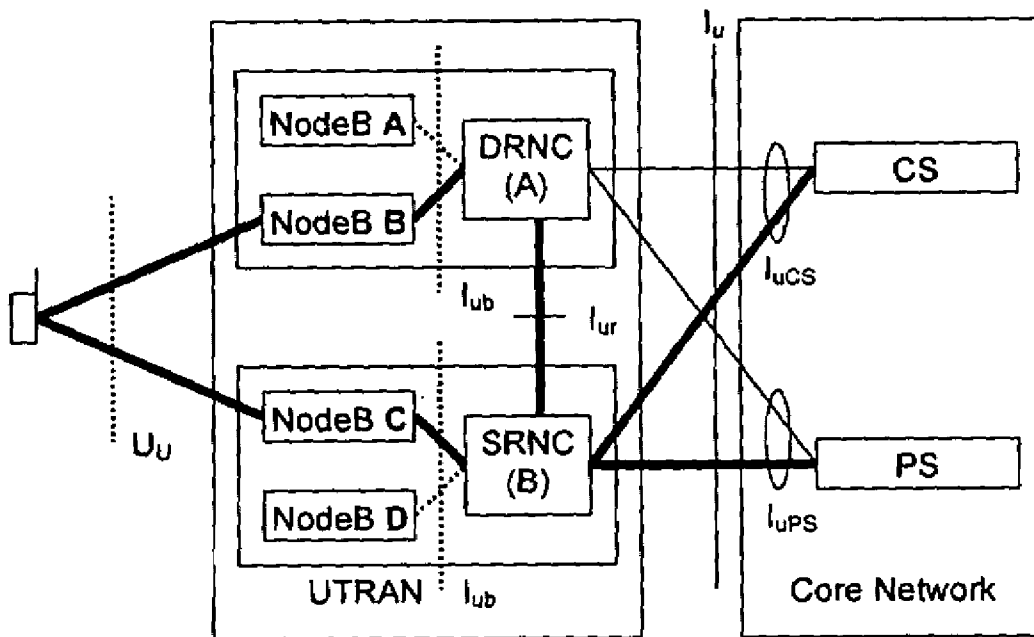 Iu
NodeB A
DRNC
(A)
CS
NodeB B
IuCS
Iub
Iur
UU
NodeB C
SRNC
(B)
PS
NodeB D
IuPS
UTRAN
Iub
Core Network